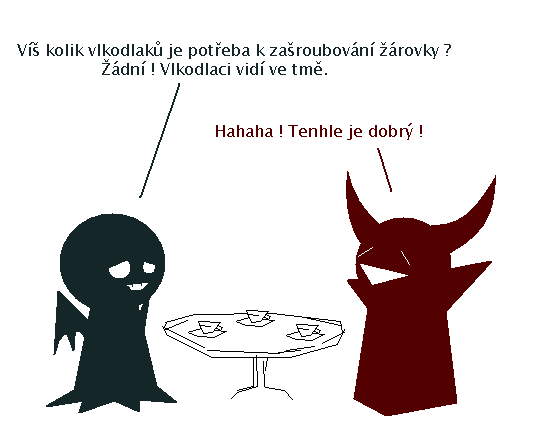 Víš kolik vlkodlaků je potřeba k zašroubování žárovky ?
Žádní ! Vlkodlaci vidí ve tmě.
Hahaha ! Tenhle je dobrý !